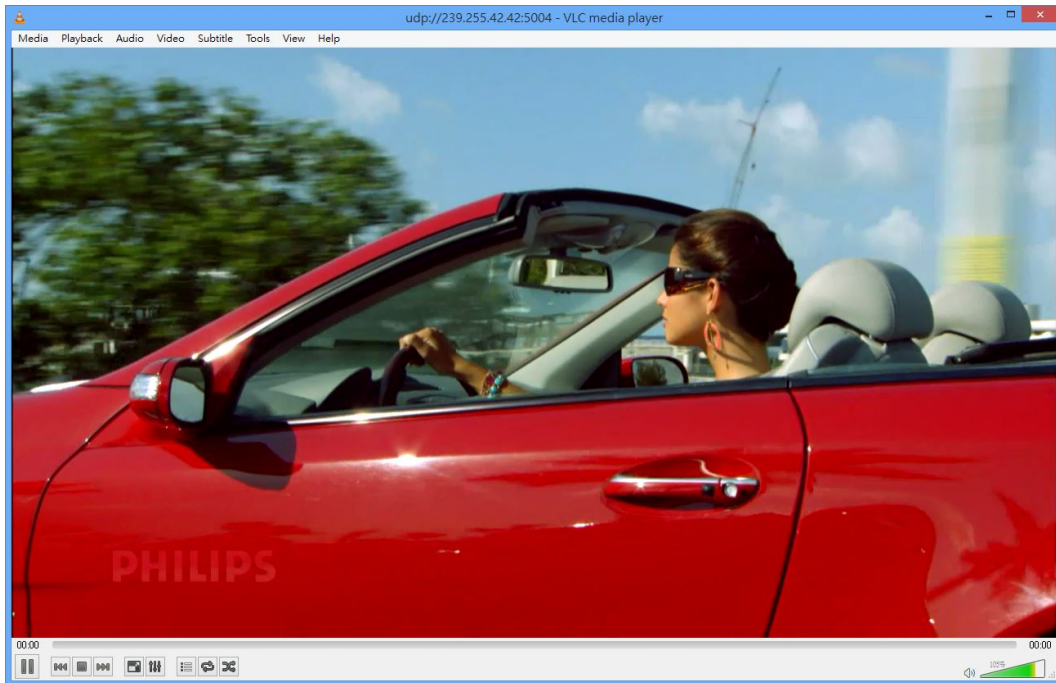 udp://239.255.42.42:5004 - VLC media player
Media Playback Audio Video Subtitle Tools View Help
PHILIPS
00:00 00:00
105%